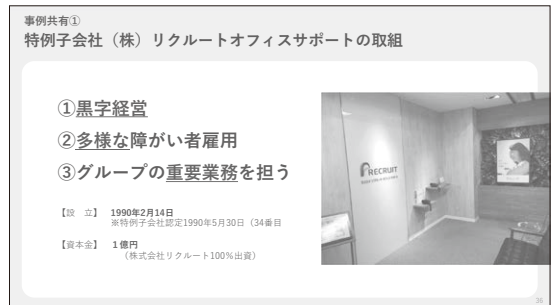 事例共有①
特例子会社（株）リクルートオフィスサポートの取組
①黒字経営
②多様な障がい者雇用
③グループの重要業務を担う
【設　立】　1990年2月14日
※特例子会社認定1990年5月30日（34番目
【資本金】　１億円
（株式会社リクルート100％出資）
RECRUIT